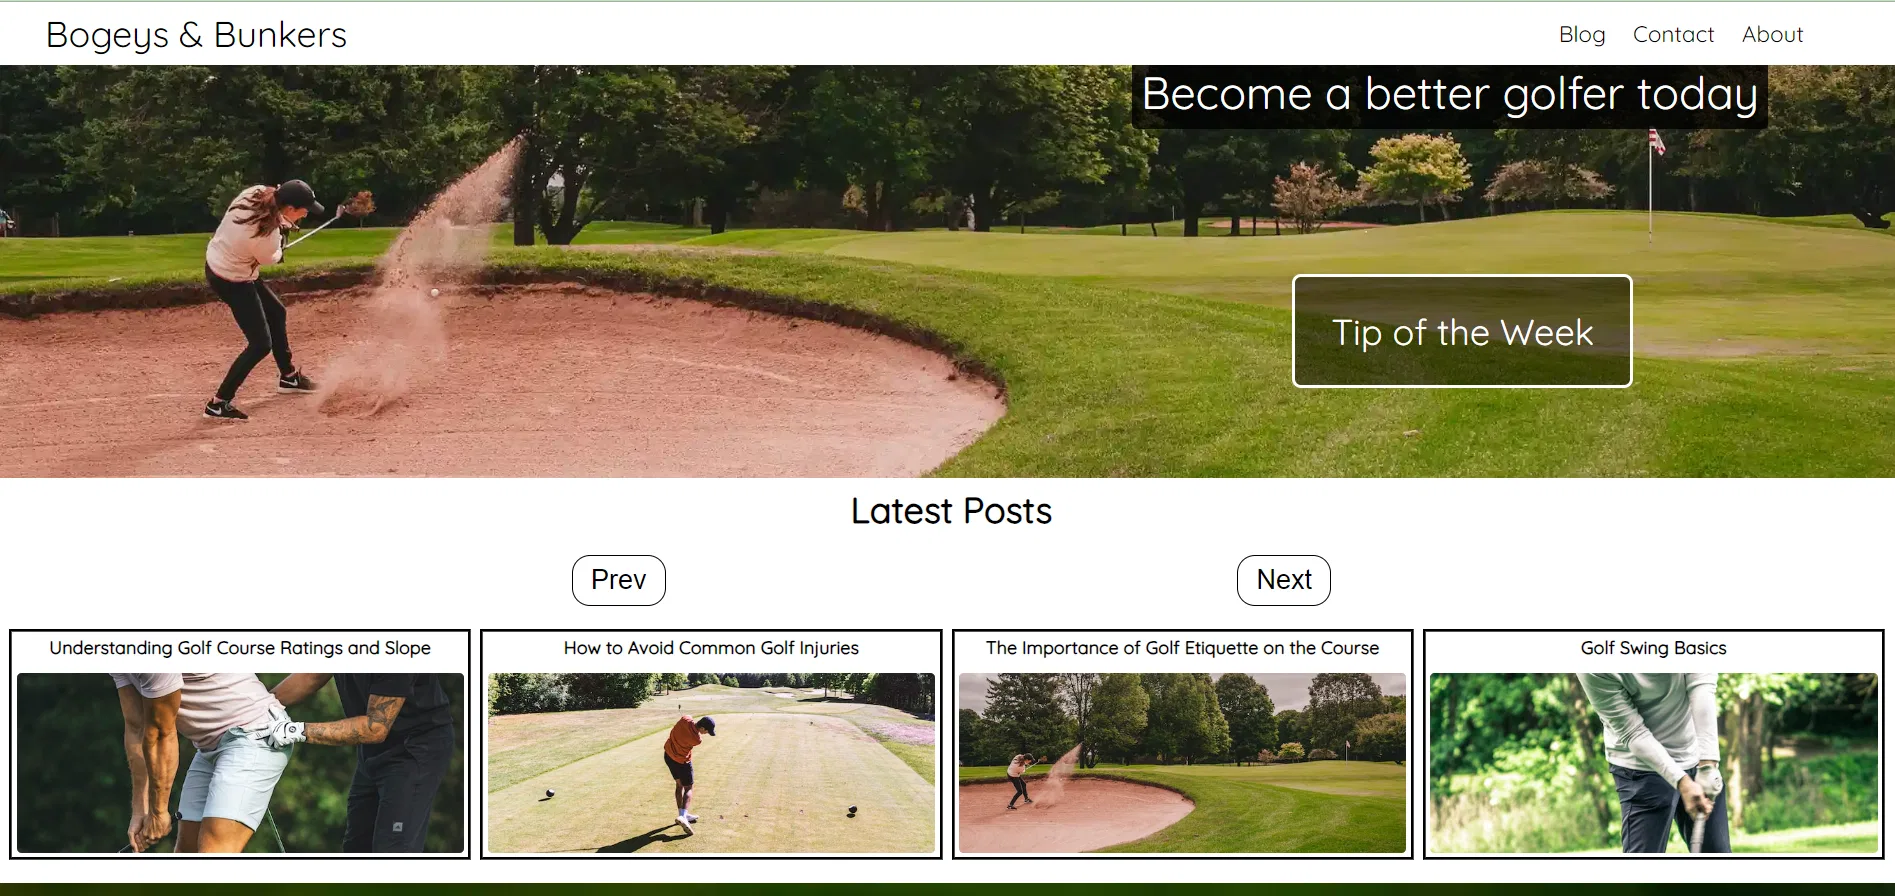 Bogeys & Bunkers
Blog Contact About
Become a better golfer today
Tip of the Week
Latest Posts
Prev Next
Understanding Golf Course Ratings and Slope
How to Avoid Common Golf Injuries
The Importance of Golf Etiquette on the Course
Golf Swing Basics